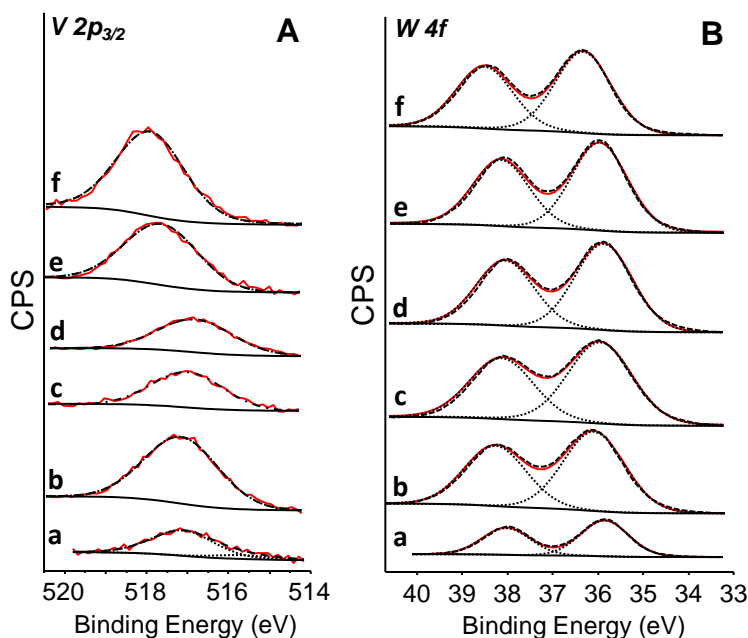 V 2p3/2 A
f
e
d
c
b
a
CPS
520 518 516 514
Binding Energy (eV)
W 4f B
f
e
d
c
b
a
CPS
40 39 38 37 36 35 34 33
Binding Energy (eV)